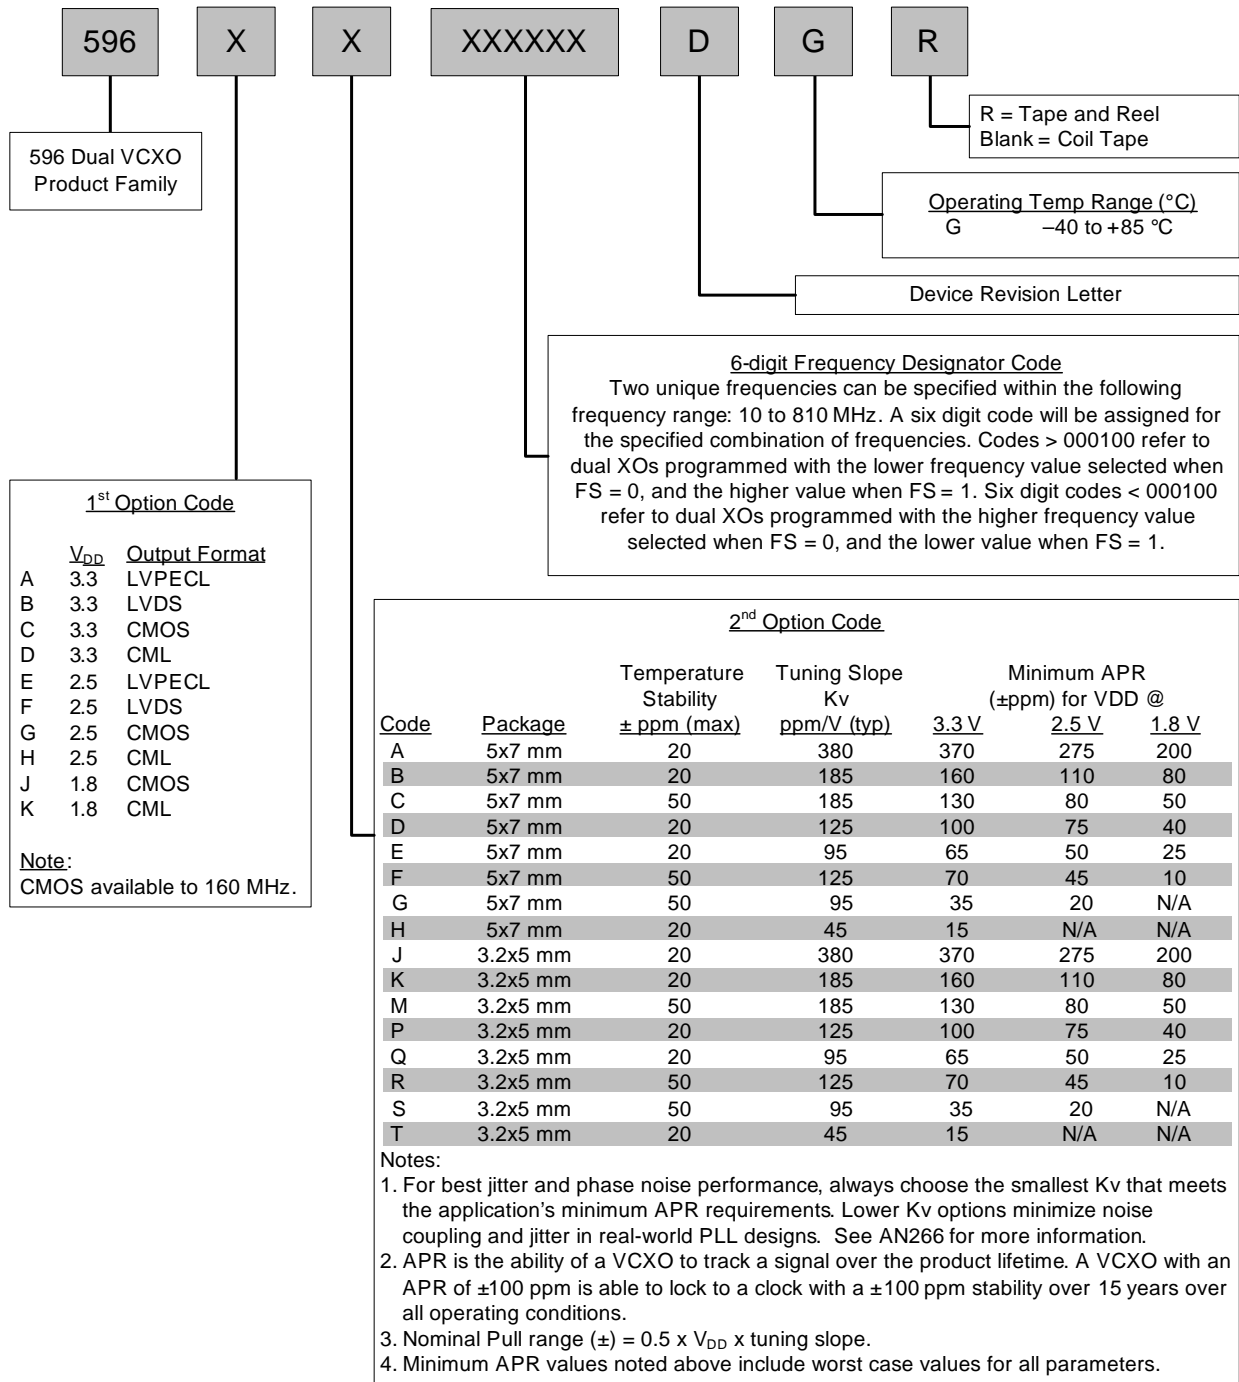 596 X X XXXXXX D G R
R = Tape and Reel
Blank = Coil Tape
596 Dual VCXO
Product Family
Operating Temp Range (°C)
G –40 to +85 °C
Device Revision Letter
6-digit Frequency Designator Code
Two unique frequencies can be specified within the following
frequency range: 10 to 810 MHz. A six digit code will be assigned for
the specified combination of frequencies. Codes > 000100 refer to
dual XOs programmed with the lower frequency value selected when
FS = 0, and the higher value when FS = 1. Six digit codes < 000100
refer to dual XOs programmed with the higher frequency value
selected when FS = 0, and the lower value when FS = 1.
1st Option Code
VDD Output Format
A 3.3 LVPECL
B 3.3 LVDS
C 3.3 CMOS
D 3.3 CML
E 2.5 LVPECL
F 2.5 LVDS
G 2.5 CMOS
H 2.5 CML
J 1.8 CMOS
K 1.8 CML
Note:
CMOS available to 160 MHz.
2nd Option Code
Temperature Tuning Slope Minimum APR
Stability Kv (±ppm) for VDD @
Code Package ± ppm (max) ppm/V (typ) 3.3 V 2.5 V 1.8 V
A 5x7 mm 20 380 370 275 200
B 5x7 mm 20 185 160 110 80
C 5x7 mm 50 185 130 80 50
D 5x7 mm 20 125 100 75 40
E 5x7 mm 20 95 65 50 25
F 5x7 mm 50 125 70 45 10
G 5x7 mm 50 95 35 20 N/A
H 5x7 mm 20 45 15 N/A N/A
J 3.2x5 mm 20 380 370 275 200
K 3.2x5 mm 20 185 160 110 80
M 3.2x5 mm 50 185 130 80 50
P 3.2x5 mm 20 125 100 75 40
Q 3.2x5 mm 20 95 65 50 25
R 3.2x5 mm 50 125 70 45 10
S 3.2x5 mm 50 95 35 20 N/A
T 3.2x5 mm 20 45 15 N/A N/A
Notes:
1. For best jitter and phase noise performance, always choose the smallest Kv that meets
the application's minimum APR requirements. Lower Kv options minimize noise
coupling and jitter in real-world PLL designs. See AN266 for more information.
2. APR is the ability of a VCXO to track a signal over the product lifetime. A VCXO with an
APR of ±100 ppm is able to lock to a clock with a ±100 ppm stability over 15 years over
all operating conditions.
3. Nominal Pull range (±) = 0.5 x VDD x tuning slope.
4. Minimum APR values noted above include worst case values for all parameters.